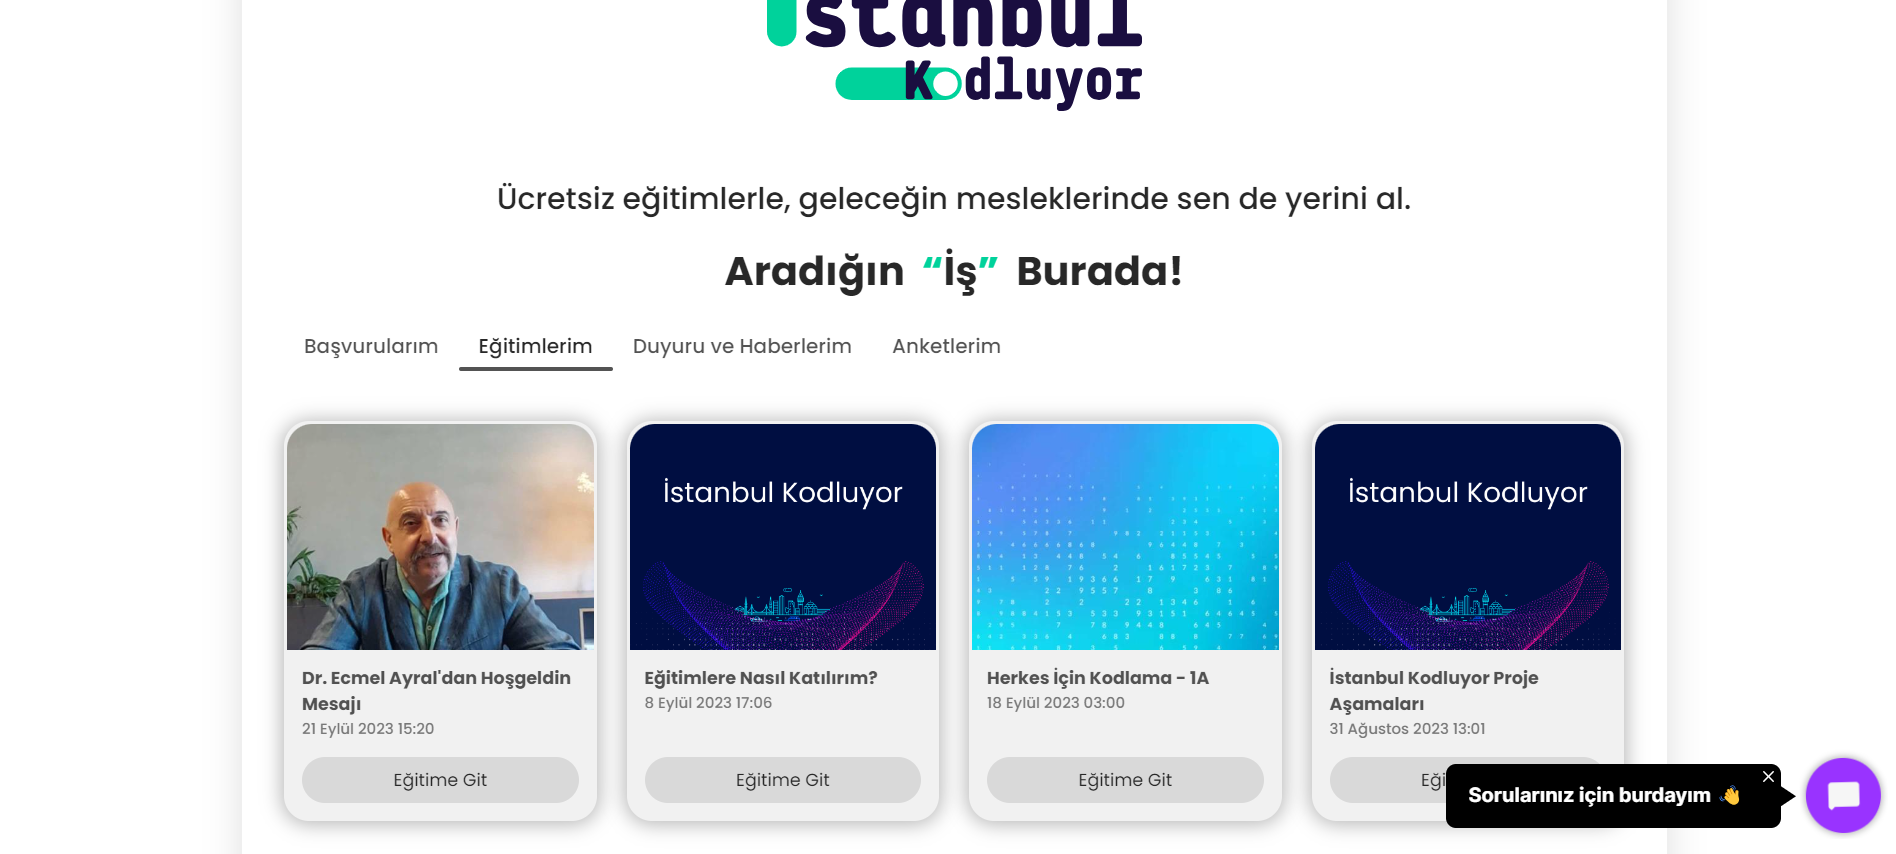 istanbul
Kodluyor
Ücretsiz eğitimlerle, geleceğin mesleklerinde sen de yerini al.
Aradığın “İş” Burada!
Başvurularım Eğitimlerim Duyuru ve Haberlerim Anketlerim
İstanbul Kodluyor
İstanbul Kodluyor
Dr. Ecmel Ayral'dan Hoşgeldin
Mesajı
21 Eylül 2023 15:20
Eğitime Git
Eğitimlere Nasıl Katılırım?
8 Eylül 2023 17:06
Eğitime Git
Herkes İçin Kodlama - 1A
18 Eylül 2023 03:00
Eğitime Git
İstanbul Kodluyor Proje
Aşamaları
31 Ağustos 2023 13:01
Eği
Sorularınız için burdayım 👋